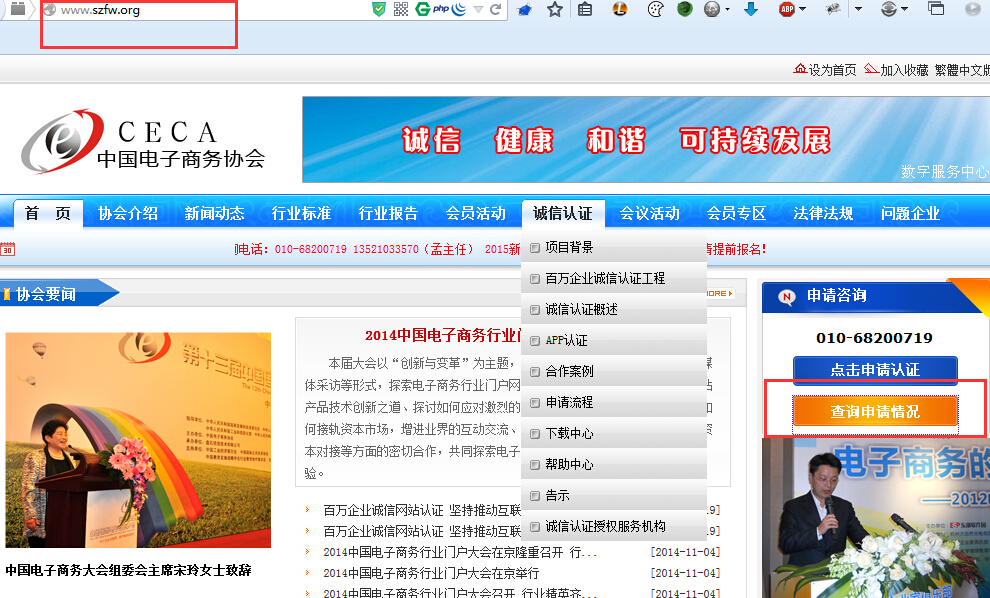 www.szfw.org
php
ABP
设为首页 加入收藏 繁體中文版
CECA
中国电子商务协会
诚信 健康 和谐 可持续发展
数字服务中心
首 页 协会介绍 新闻动态 行业标准 行业报告 会员活动 诚信认证 会议活动 会员专区 法律法规 问题企业
30
电话：010-68200719 13521033570（孟主任） 2015新
请提前报名！
项目背景
百万企业诚信认证工程
诚信认证概述
APP认证
合作案例
申请流程
下载中心
帮助中心
告示
诚信认证授权服务机构
协会要闻
ORE
第十三届中国
中国电子商务大会组委会主席宋玲女士致辞
2014中国电子商务行业门
本届大会以“创新与变革”为主题，
体采访等形式，探索电子商务行业门户网
产品技术创新之道、探讨如何应对激烈的
何接轨资本市场，增进业界的互动交流、
本对接等方面的密切合作，共同探索电子
验。
百万企业诚信网站认证 坚持推动互联 9]
百万企业诚信网站认证 坚持推动互联 9]
2014中国电子商务行业门户大会在京隆重召开 行... [2014-11-04]
2014中国电子商务行业门户大会在京举行 [2014-11-04]
2014中国电子商务行业门户大会召开 行业精英齐... [2014-11-04]
N 申请咨询
010-68200719
点击申请认证
查询申请情况
电子商务的
——2012